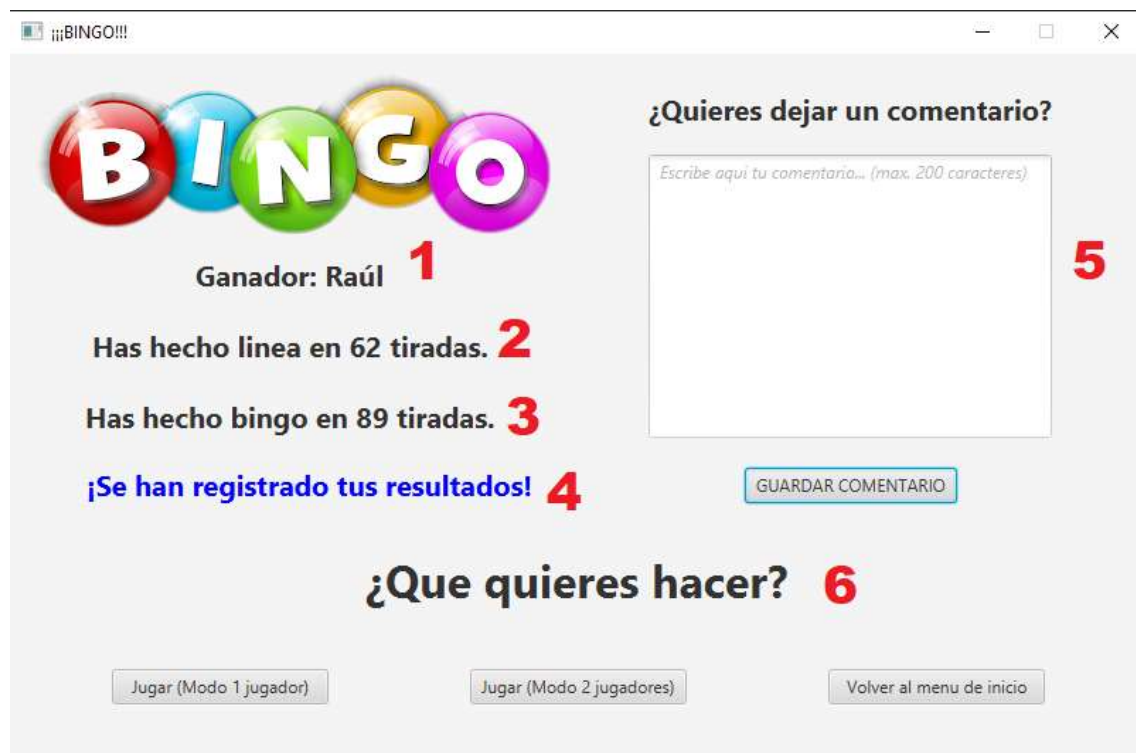 ¡¡¡BINGO!!!
BINGO
Ganador: Raúl 1
Has hecho linea en 62 tiradas. 2
Has hecho bingo en 89 tiradas. 3
¡Se han registrado tus resultados! 4
¿Quieres dejar un comentario?
Escribe aqui tu comentario... (max. 200 caracteres)
5
GUARDAR COMENTARIO
¿Que quieres hacer? 6
Jugar (Modo 1 jugador)
Jugar (Modo 2 jugadores)
Volver al menu de inicio